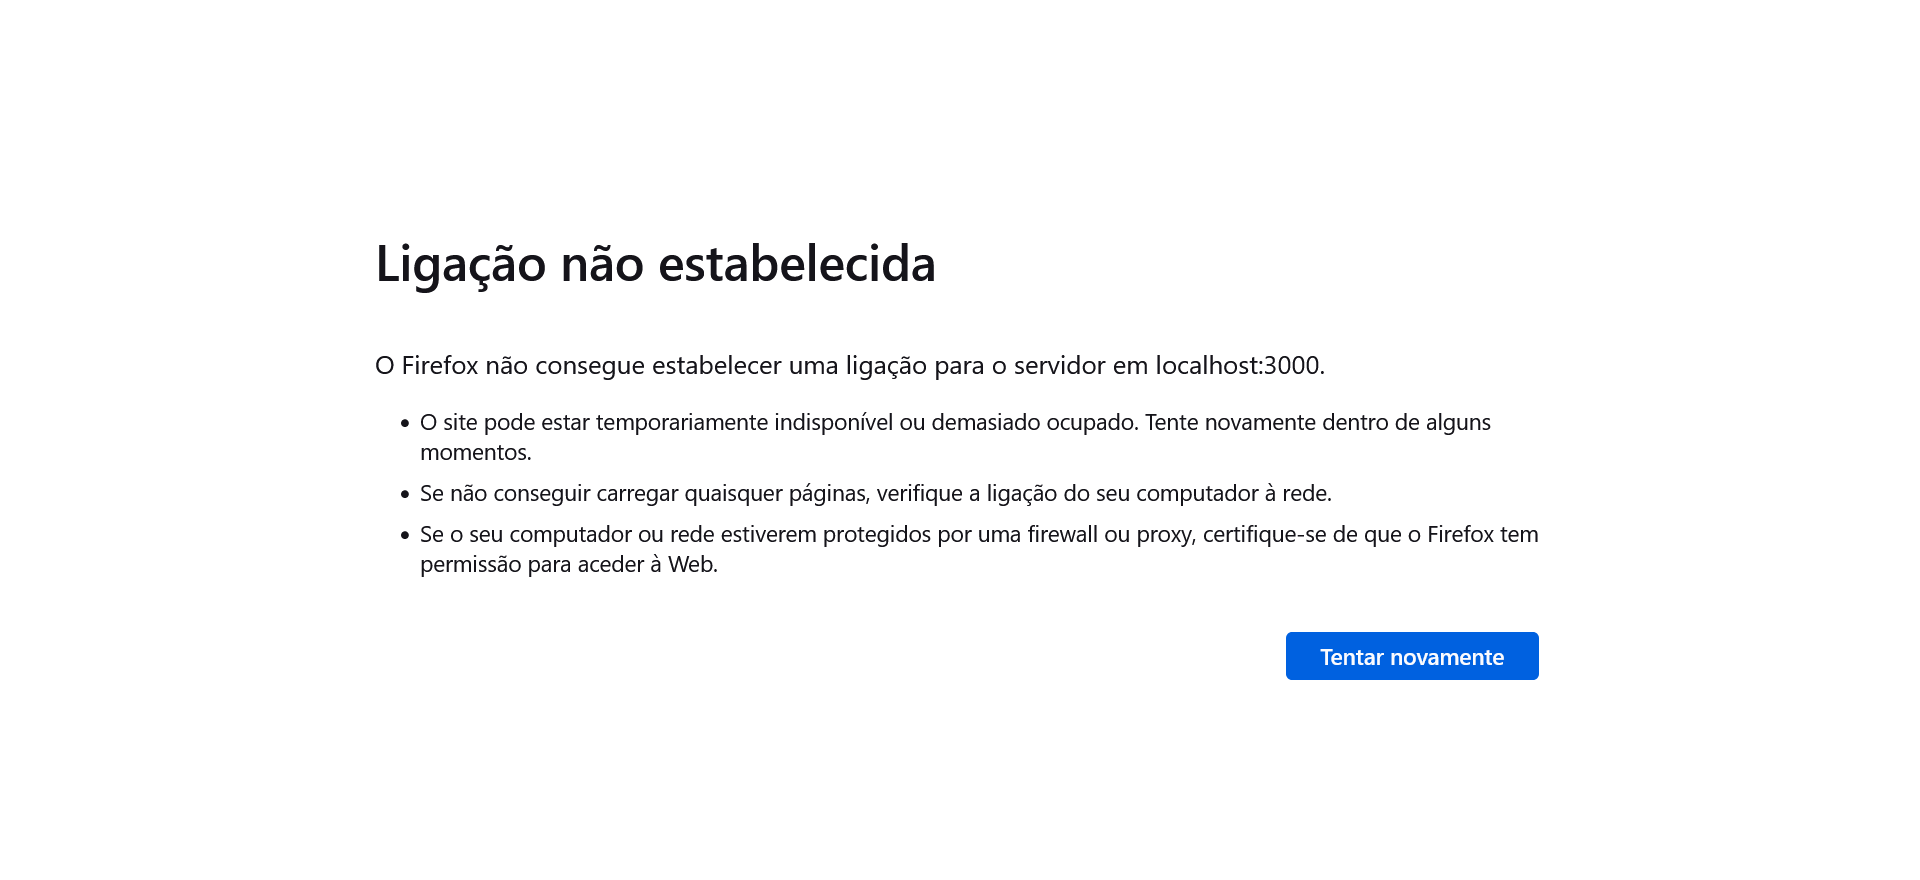 Ligação não estabelecida
O Firefox não consegue estabelecer uma ligação para o servidor em localhost:3000.
• O site pode estar temporariamente indisponível ou demasiado ocupado. Tente novamente dentro de alguns
momentos.
• Se não conseguir carregar quaisquer páginas, verifique a ligação do seu computador à rede.
• Se o seu computador ou rede estiverem protegidos por uma firewall ou proxy, certifique-se de que o Firefox tem
permissão para aceder à Web.
Tentar novamente